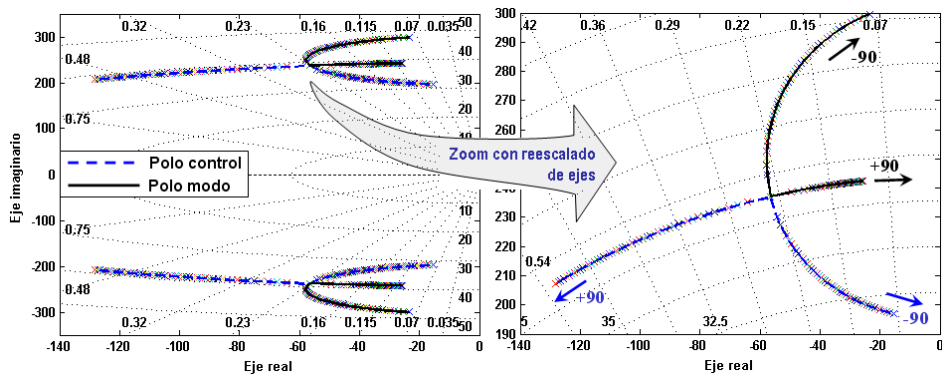 0.32 0.23 0.16 0.115 0.07 0.035 50
300
40
0.48
200
30
20
0.75
100
10
Polo control
Polo modo
0
Eje imaginario
10
-100
0.75
20
-200
30
0.48
40
-300
0.32 0.23 0.16 0.115 0.07 0.035 50
-140 -120 -100 -80 -60 -40 -20 0
Eje real
Zoom con reescalado
de ejes
300
.42 0.36 0.29 0.22 0.15 0.07
-90
290
280
270
260
250
240
+90
230
220
0.54
210
+90
200
-90
5 35 32.5
190
-140 -120 -100 -80 -60 -40 -20 0
Eje real